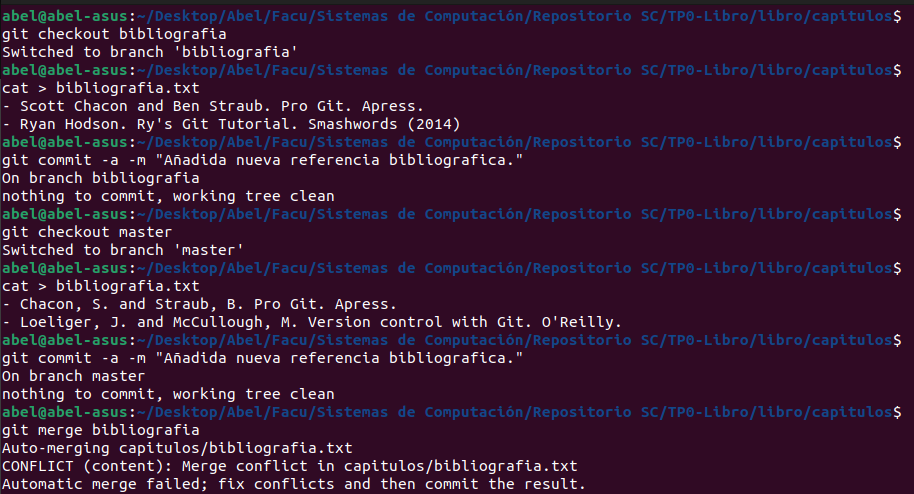 abel@abel-asus:~/Desktop/Abel/Facu/Sistemas de Computación/Repositorio SC/TP0-Libro/libro/capitulos$
git checkout bibliografia
Switched to branch 'bibliografia'
abel@abel-asus:~/Desktop/Abel/Facu/Sistemas de Computación/Repositorio SC/TP0-Libro/libro/capitulos$
cat > bibliografia.txt
- Scott Chacon and Ben Straub. Pro Git. Apress.
- Ryan Hodson. Ry's Git Tutorial. Smashwords (2014)
abel@abel-asus:~/Desktop/Abel/Facu/Sistemas de Computación/Repositorio SC/TP0-Libro/libro/capitulos$
git commit -a -m "Añadida nueva referencia bibliografica."
On branch bibliografia
nothing to commit, working tree clean
abel@abel-asus:~/Desktop/Abel/Facu/Sistemas de Computación/Repositorio SC/TP0-Libro/libro/capitulos$
git checkout master
Switched to branch 'master'
abel@abel-asus:~/Desktop/Abel/Facu/Sistemas de Computación/Repositorio SC/TP0-Libro/libro/capitulos$
cat > bibliografia.txt
- Chacon, S. and Straub, B. Pro Git. Apress.
- Loeliger, J. and McCullough, M. Version control with Git. O'Reilly.
abel@abel-asus:~/Desktop/Abel/Facu/Sistemas de Computación/Repositorio SC/TP0-Libro/libro/capitulos$
git commit -a -m "Añadida nueva referencia bibliografica."
On branch master
nothing to commit, working tree clean
abel@abel-asus:~/Desktop/Abel/Facu/Sistemas de Computación/Repositorio SC/TP0-Libro/libro/capitulos$
git merge bibliografia
Auto-merging capitulos/bibliografia.txt
CONFLICT (content): Merge conflict in capitulos/bibliografia.txt
Automatic merge failed; fix conflicts and then commit the result.